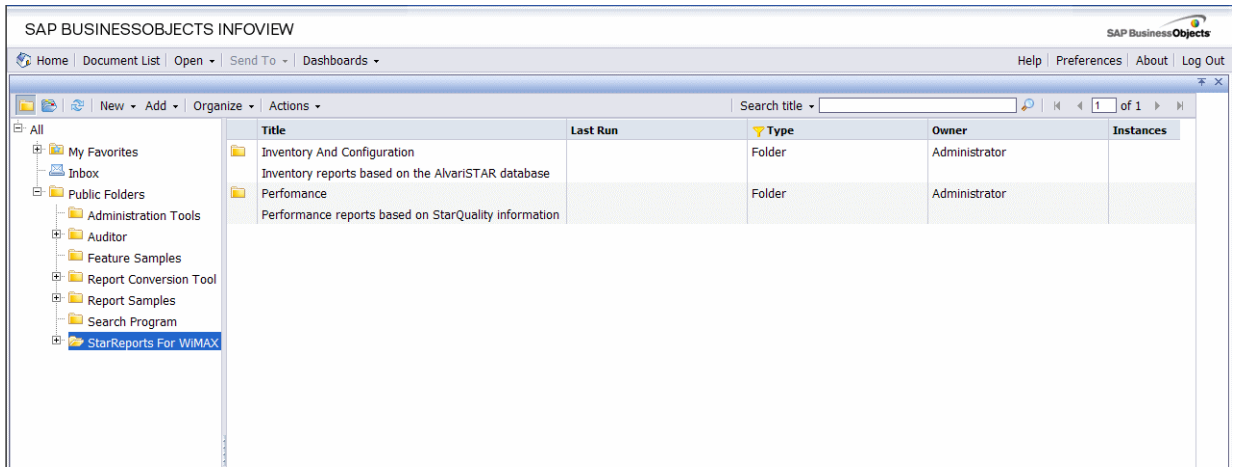 SAP BUSINESSOBJECTS INFOVIEW
SAP BusinessObjects
Home Document List Open Send To Dashboards Help Preferences About Log Out
New Add Organize Actions Search title 1 of 1
All
Title Last Run Type Owner Instances
My Favorites
Inventory And Configuration Folder Administrator
Inbox
Inventory reports based on the AlvariSTAR database
Public Folders
Perfomance Folder Administrator
Administration Tools
Performance reports based on StarQuality information
Auditor
Feature Samples
Report Conversion Tool
Report Samples
Search Program
StarReports For WiMAX